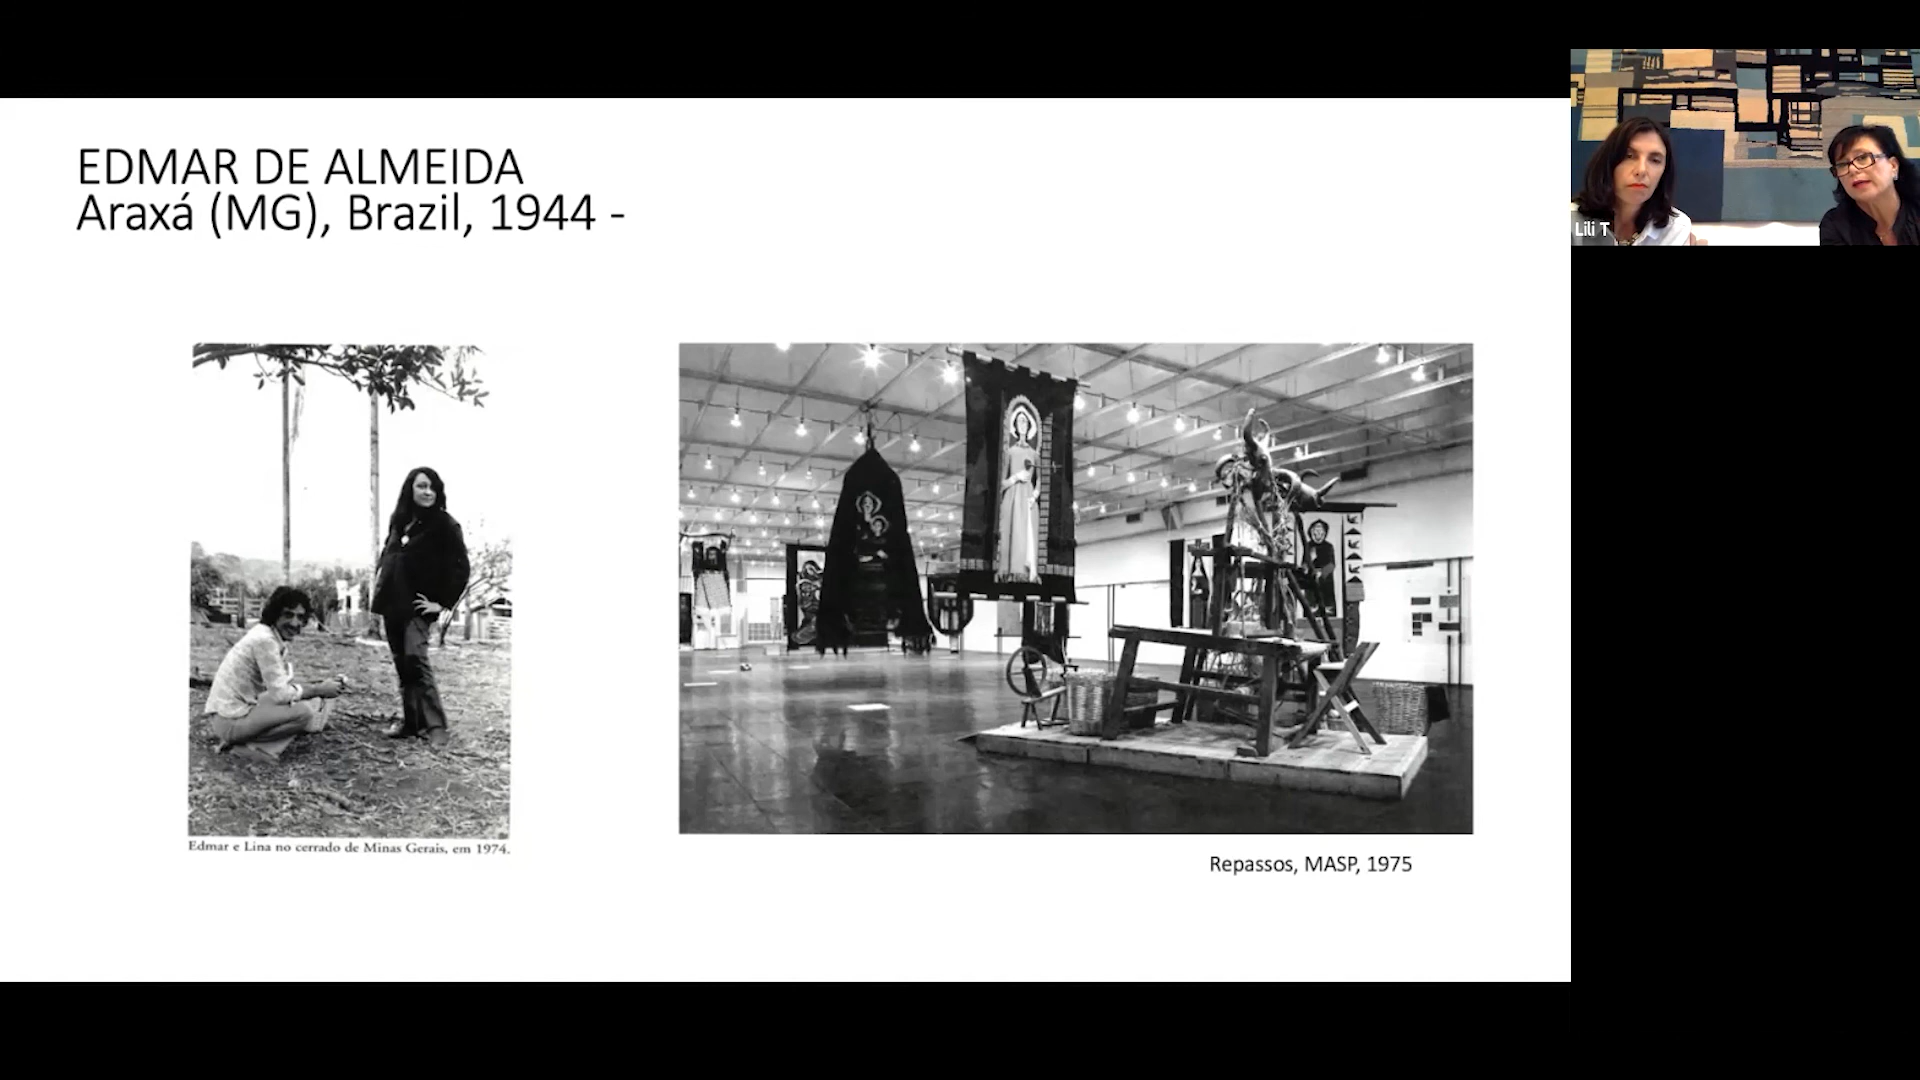 EDMAR DE ALMEIDA
Araxá (MG), Brazil, 1944 -
Lili T
Edmar e Lina no cerrado de Minas Gerais, em 1974.
Repassos, MASP, 1975